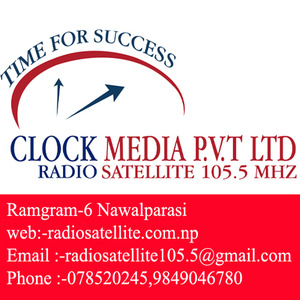 TIME FOR SUCCESS
CLOCK MEDIA P.V.T LTD
RADIO SATELLITE 105.5 MHZ
Ramgram-6 Nawalparasi
web:-radiosatellite.com.np
Email :-radiosatellite105.5@gmail.com
Phone :-078520245,9849046780